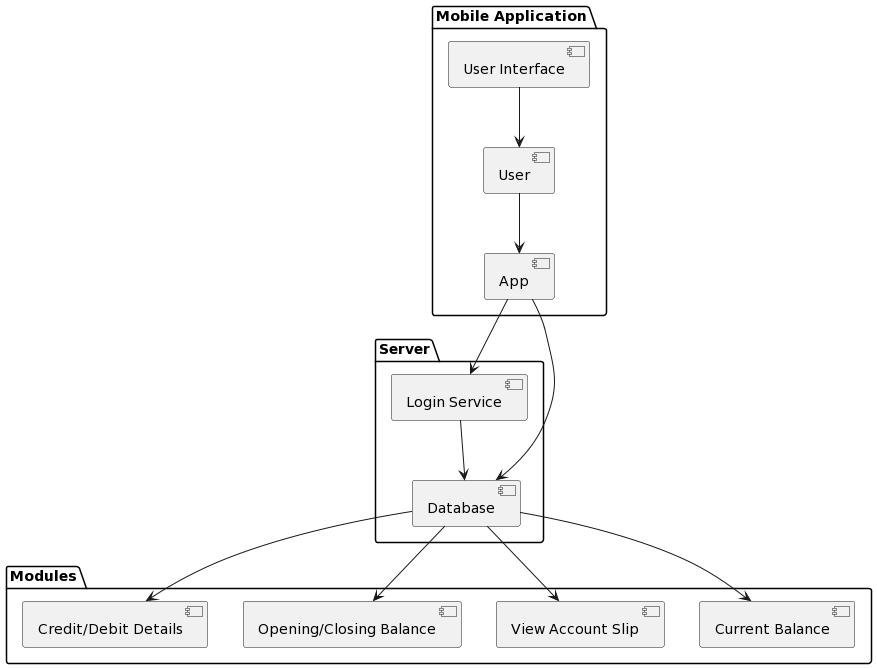 Mobile Application
User Interface
User
App
Server
Login Service
Database
Modules
Credit/Debit Details
Opening/Closing Balance
View Account Slip
Current Balance